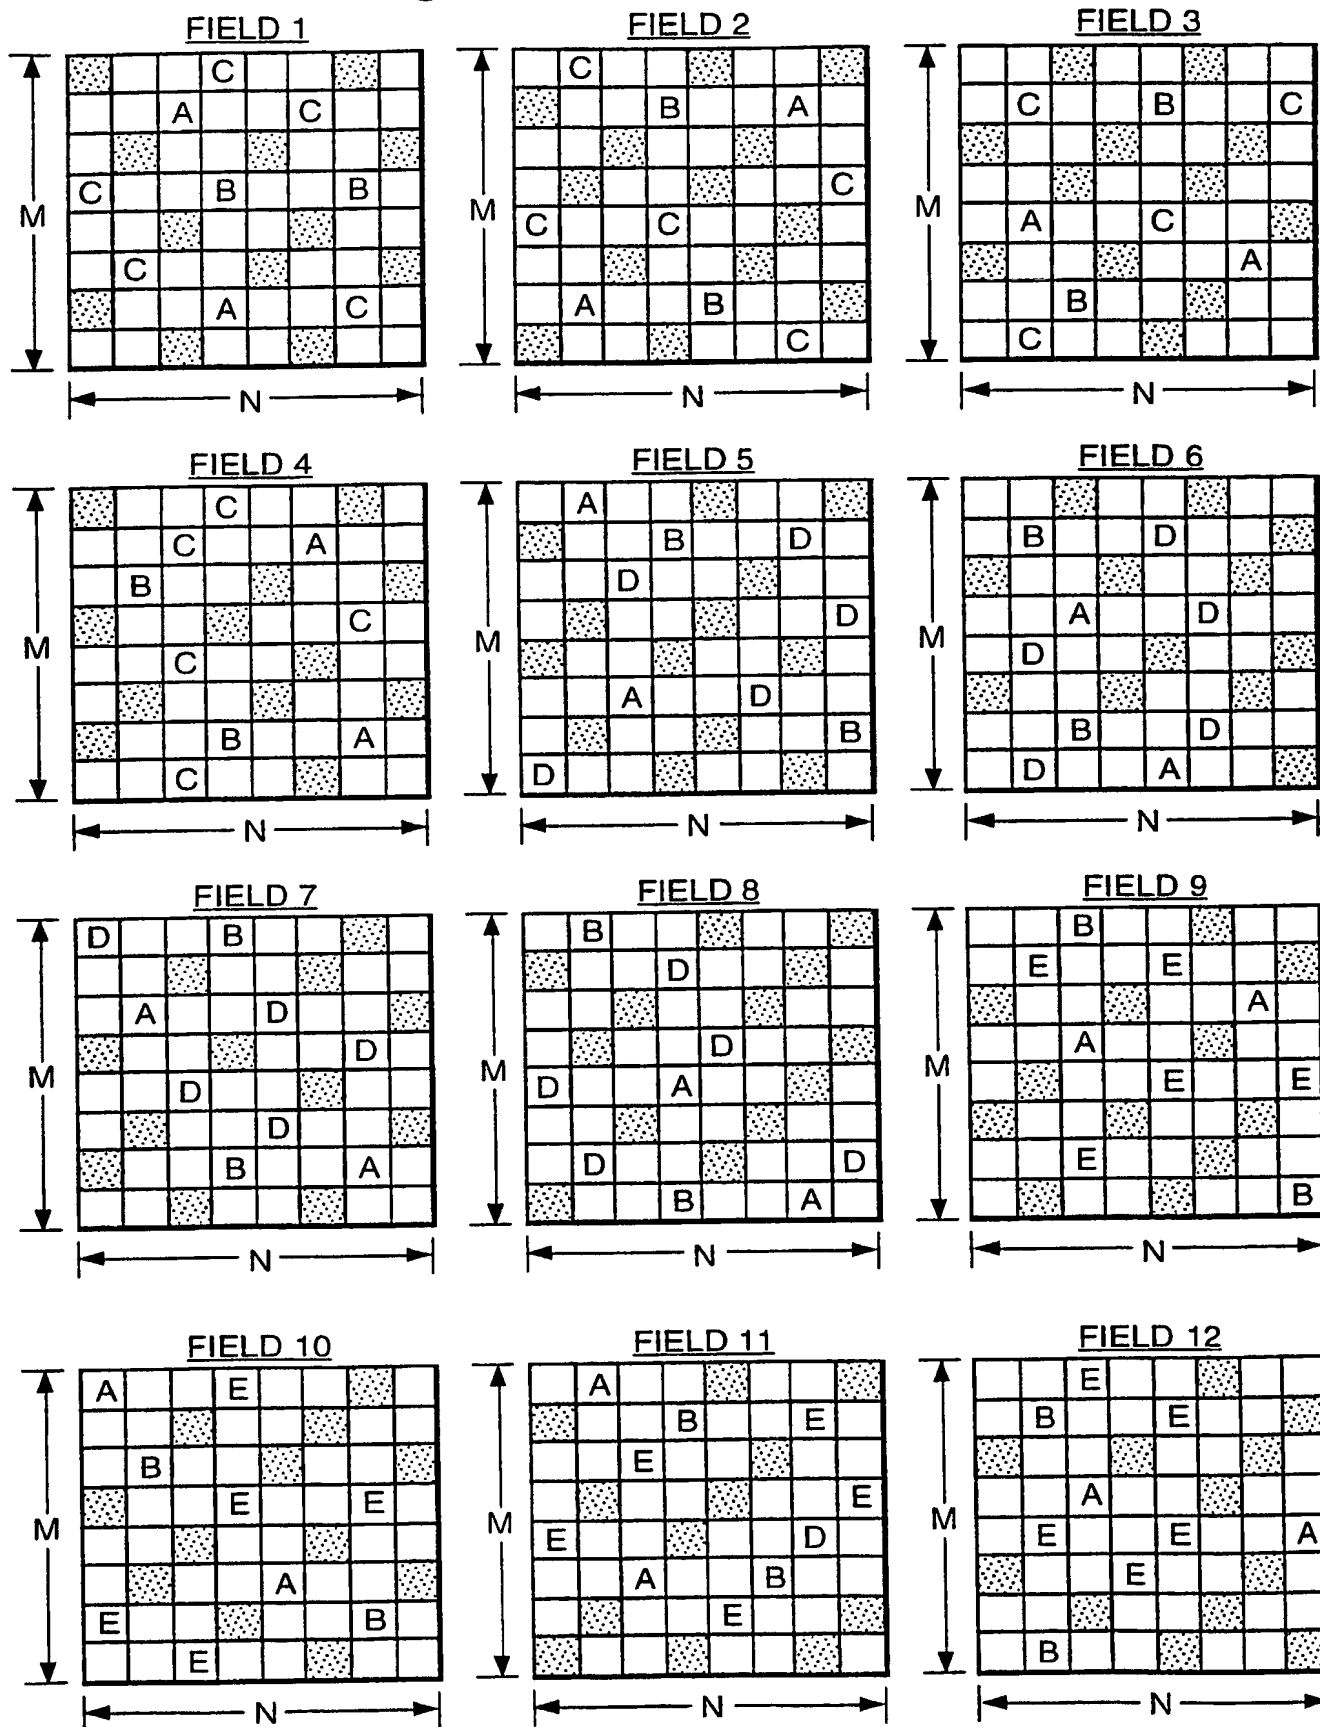 FIELD 1 FIELD 2 FIELD 3
C C
A C B A C B C
C B B C
M C C M A C M
C A
A C A B B
C C
N N N
FIELD 4 FIELD 5 FIELD 6
C A
C A B D B D
B D
C D A D
M C M D M
A D
B A B B D
C D D A
N N N
FIELD 7 FIELD 8 FIELD 9
D B B B
D E E
A D A
D D A
M D M D A M E E
D
B A D D E
B A B
N N N
FIELD 10 FIELD 11 FIELD 12
A E A E
B E B E
B E
E E E A
M M E D M E E A
A A B E
E B E
E B
N N N